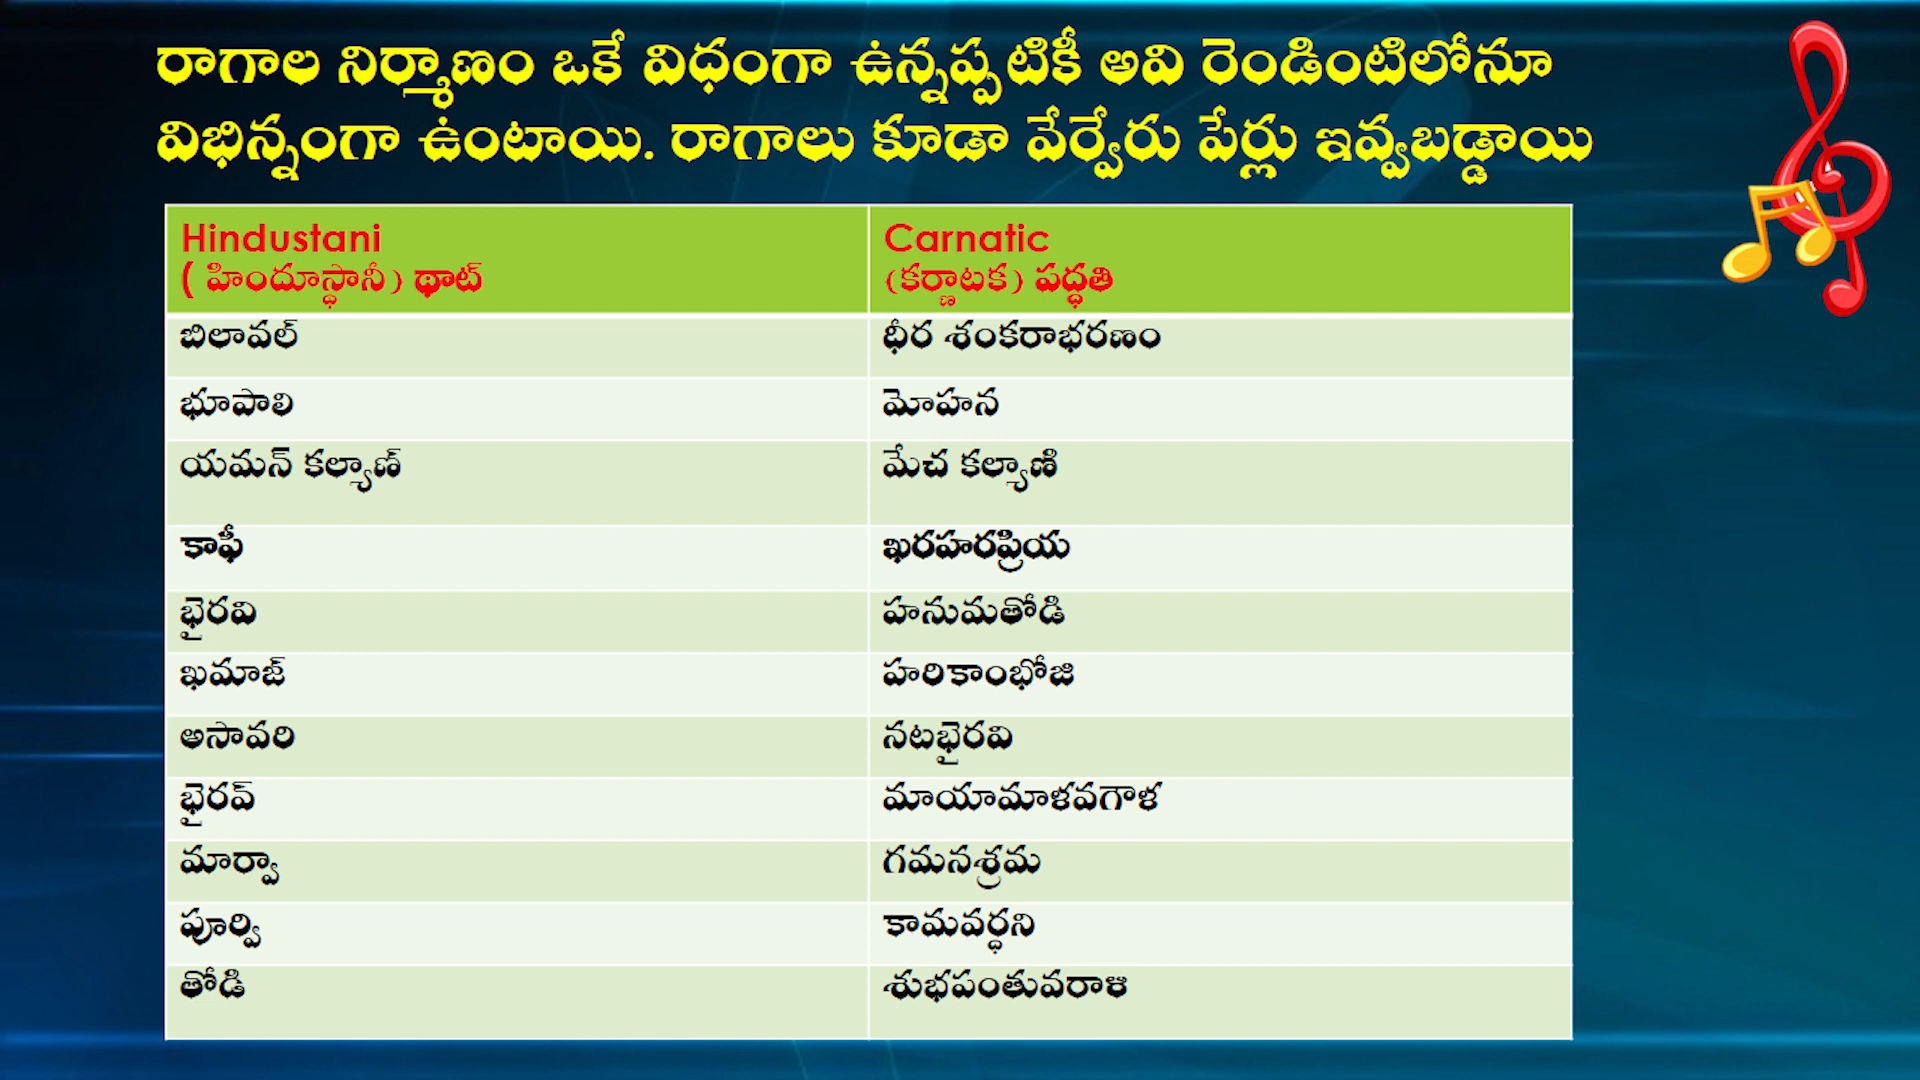 రాగాల నిర్మాణం ఒకే విధంగా ఉన్నప్పటికీ అవి రెండింటిలోనూ
విభిన్నంగా ఉంటాయి. రాగాలు కూడా వేర్వేరు పేర్లు ఇవ్వబడ్డాయి
Hindustani
( హిందూస్థానీ) థాట్
Carnatic
(కర్ణాటక) పద్ధతి
బిలావల్
ధీర శంకరాభరణం
భూపాలి
మోహన
యమన్ కల్యాణ్
మేచ కల్యాణి
కాఫీ
ఖరహరప్రియ
భైరవి
హనుమతోడి
ఖమాజ్
హరికాంభోజి
అసావరి
నటభైరవి
భైరవ్
మాయామాళవగౌళ
మార్వా
గమనశ్రమ
పూర్వి
కామవర్ధని
తోడి
శుభపంతువరాళి